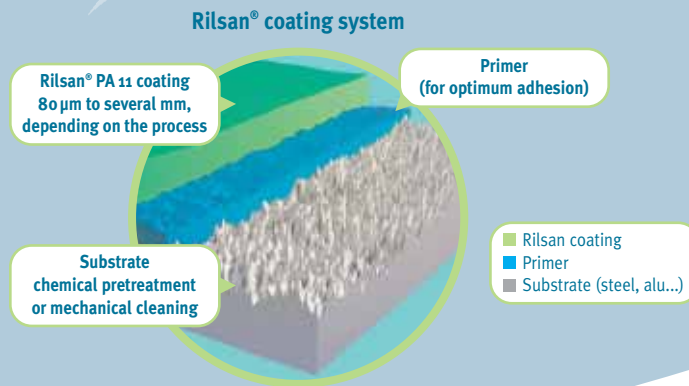 Rilsan® coating system
Rilsan® PA 11 coating
80 µm to several mm,
depending on the process
Primer
(for optimum adhesion)
Substrate
chemical pretreatment
or mechanical cleaning
Rilsan coating
Primer
Substrate (steel, alu...)